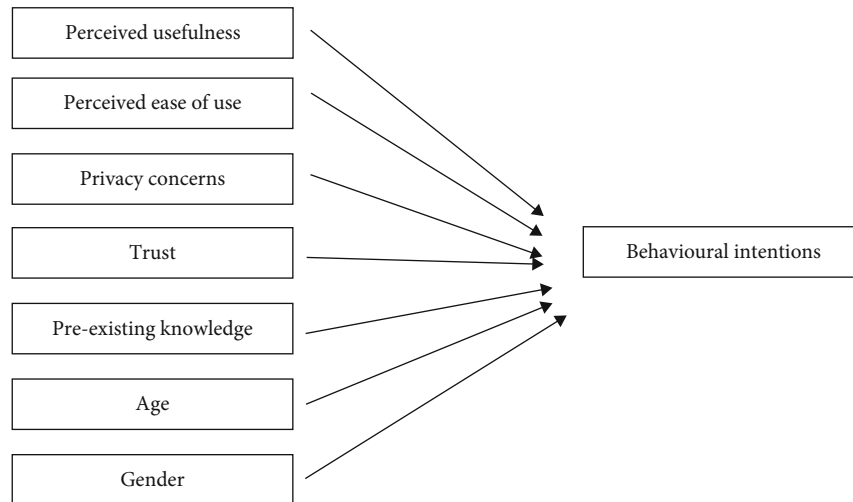 Perceived usefulness
Perceived ease of use
Privacy concerns
Trust
Pre-existing knowledge
Age
Gender
Behavioural intentions